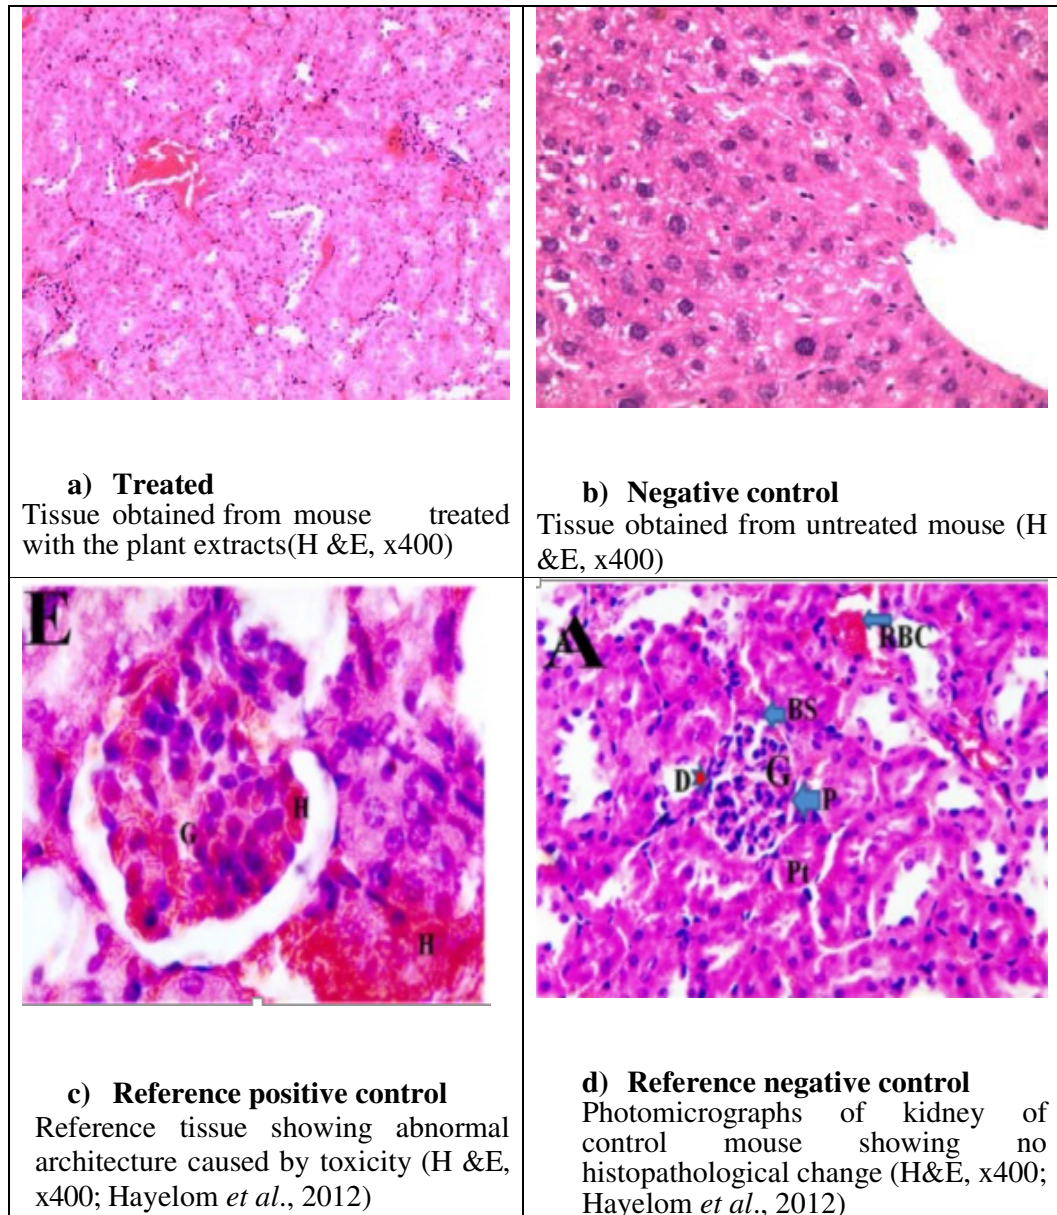 a) Treated
Tissue obtained from mouse treated
with the plant extracts(H &E, x400)
b) Negative control
Tissue obtained from untreated mouse (H
&E, x400)
E
G
H
H
A
A
RBC
BS
D
G
P
Pt
c) Reference positive control
Reference tissue showing abnormal
architecture caused by toxicity (H &E,
x400; Hayelom et al., 2012)
d) Reference negative control
Photomicrographs of kidney of
control mouse showing no
histopathological change (H&E, x400;
Hayelom et al., 2012)